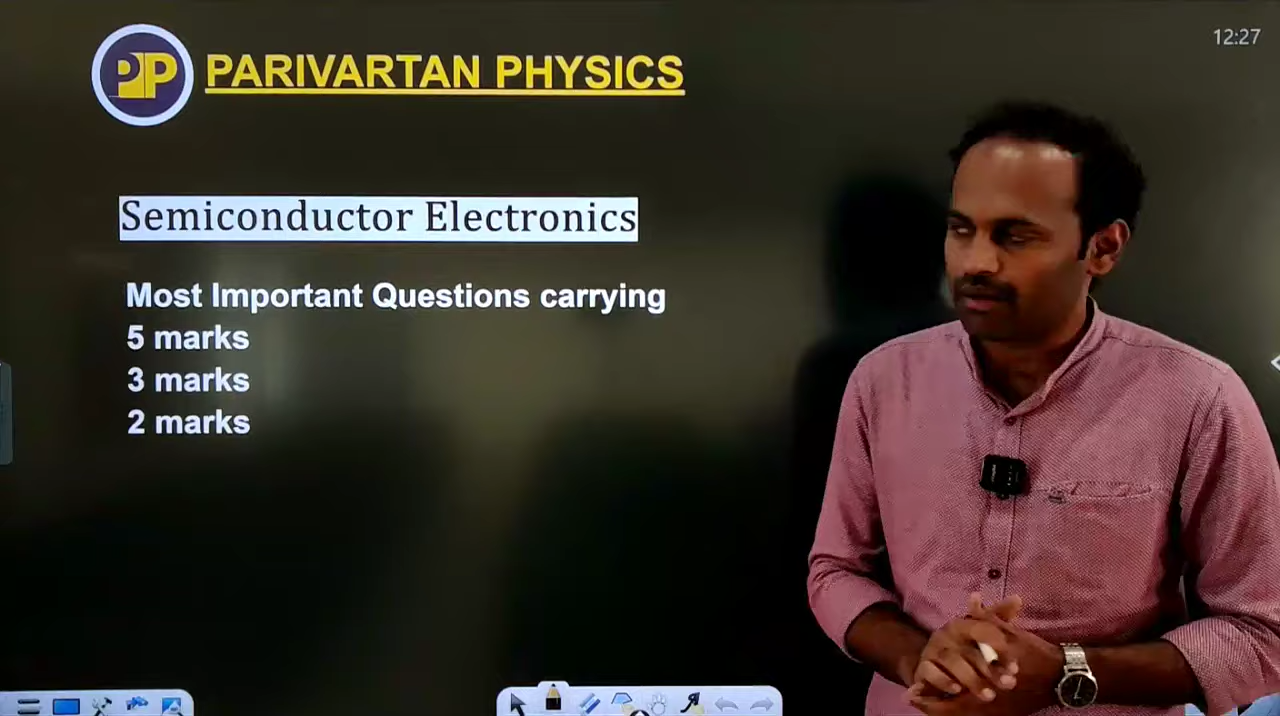 PP PARIVARTAN PHYSICS
12:27
Semiconductor Electronics
Most Important Questions carrying
5 marks
3 marks
2 marks